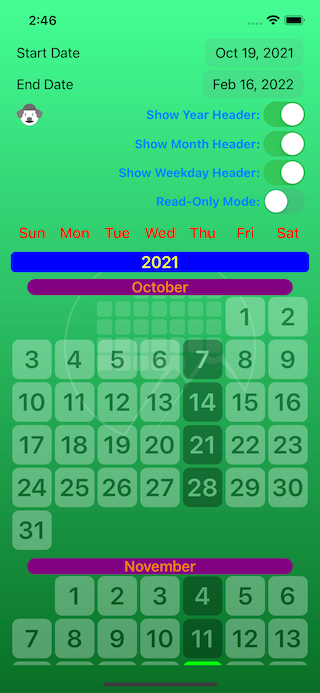 2:46
Start Date Oct 19, 2021
End Date Feb 16, 2022
Show Year Header:
Show Month Header:
Show Weekday Header:
Read-Only Mode:
Sun Mon Tue Wed Thu Fri Sat
2021
October
1 2
3 4 5 6 7 8 9
10 11 12 13 14 15 16
17 18 19 20 21 22 23
24 25 26 27 28 29 30
31
November
1 2 3 4 5 6
7 8 9 10 11 12 13